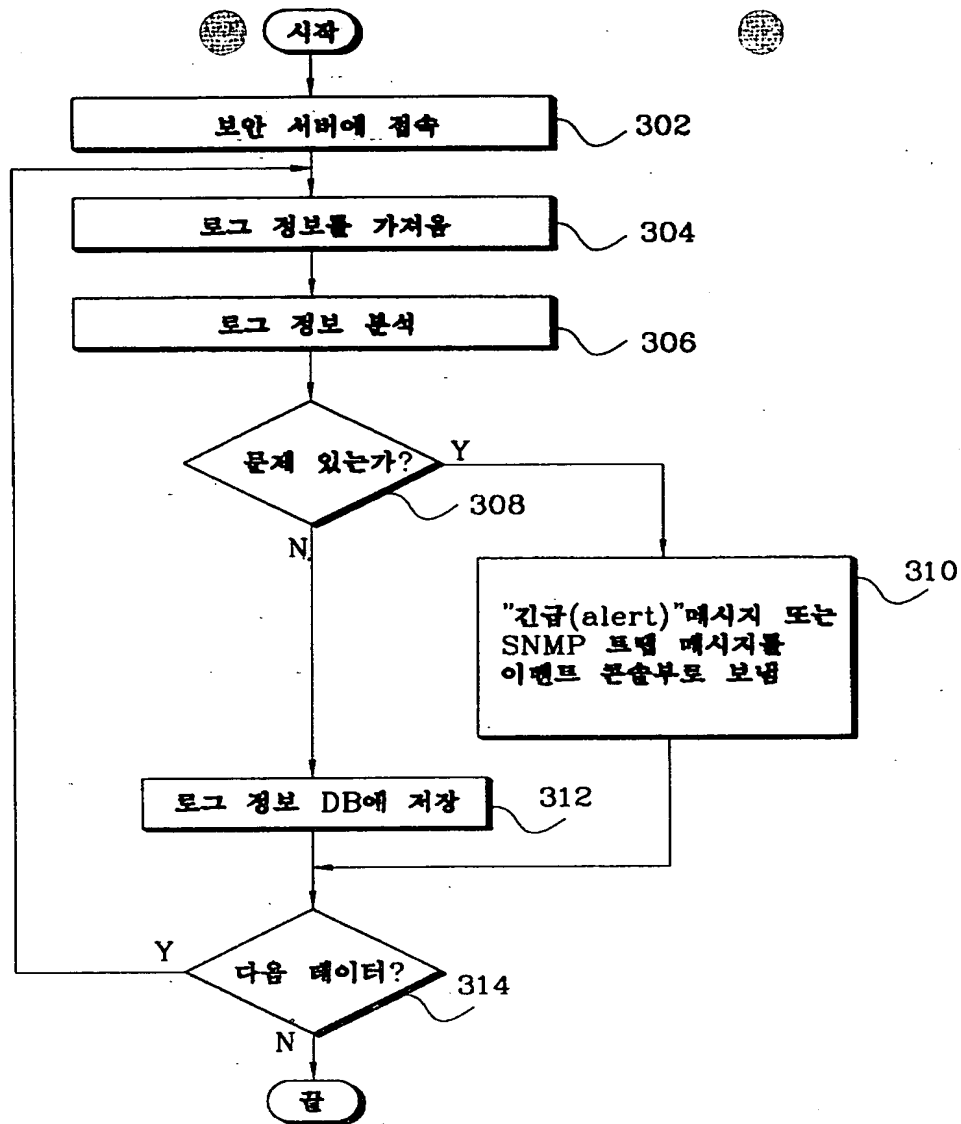 시작
보안 서버에 접속
302
로그 정보를 가져옴
304
로그 정보 분석
306
문제 있는가?
Y
308
N
310
"긴급(alert)"메시지 또는
SNMP 트랩 메시지를
이벤트 콘솔부로 보냄
로그 정보 DB에 저장
312
Y
다음 데이터?
314
N
끝